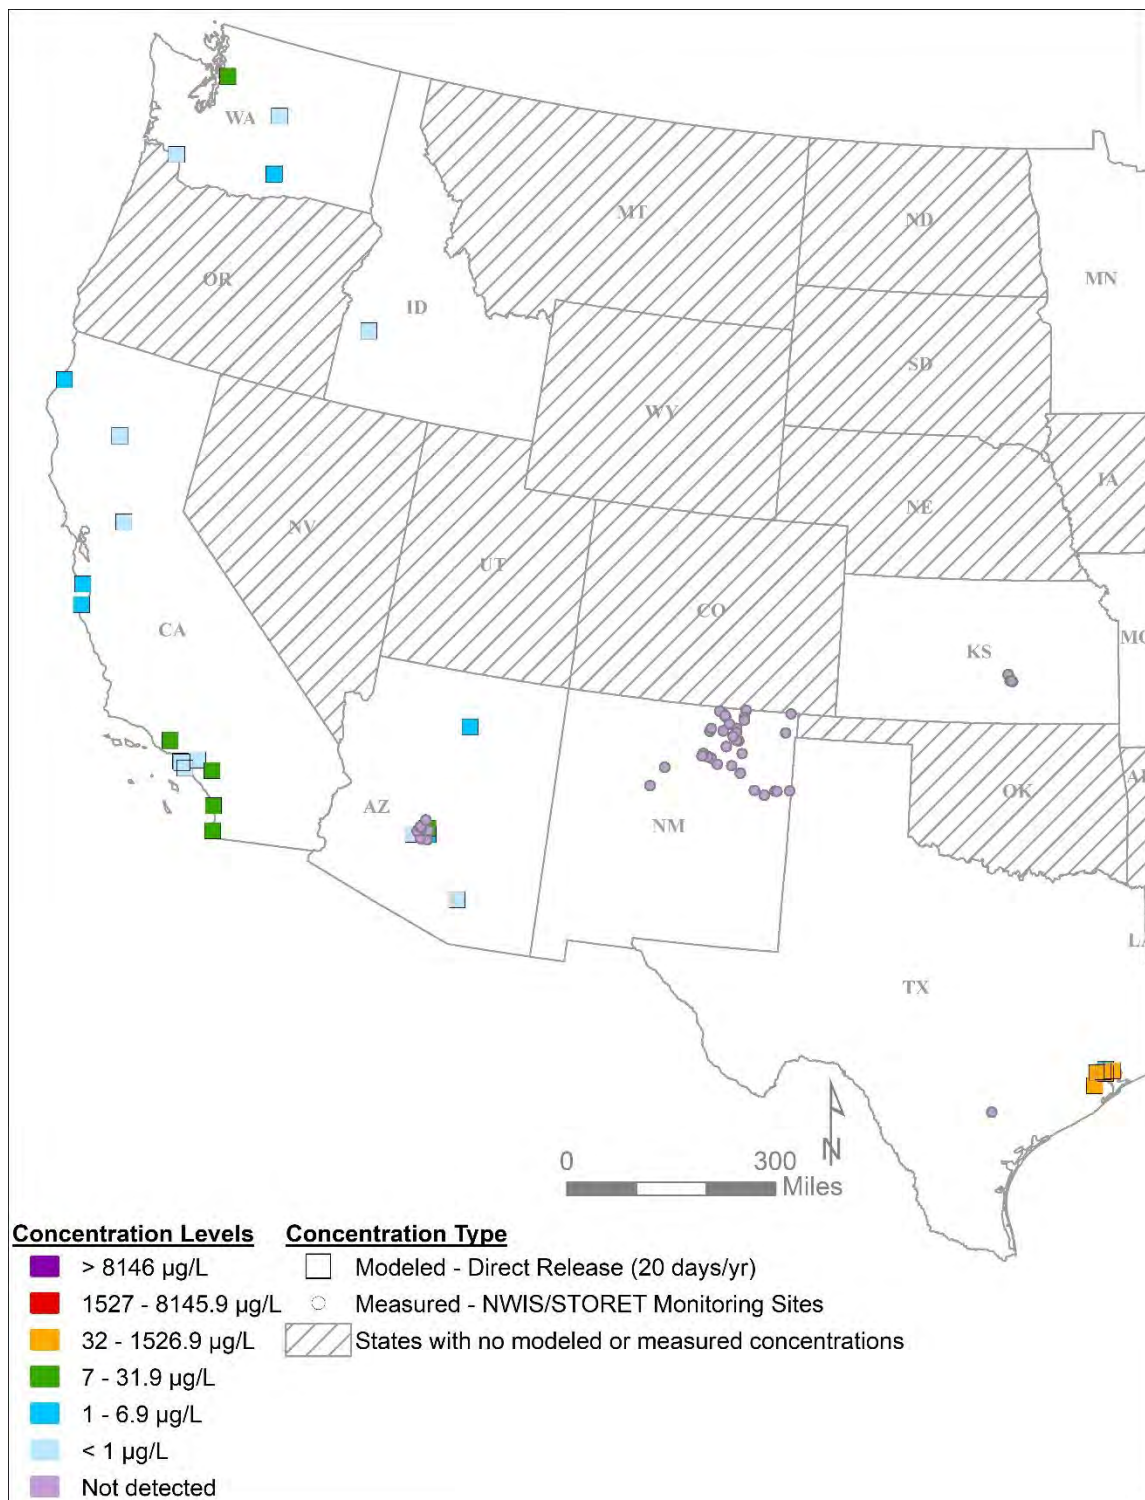 WA
MT
ND
MN
OR
ID
SD
WY
IA
NE
NV
UT
CO
CA
KS
MO
AZ
NM
OK
TX
N
0 300
Miles
Concentration Levels
> 8146 µg/L
1527 - 8145.9 µg/L
32 - 1526.9 µg/L
7 - 31.9 µg/L
1 - 6.9 µg/L
< 1 µg/L
Not detected
Concentration Type
Modeled - Direct Release (20 days/yr)
Measured - NWIS/STORET Monitoring Sites
States with no modeled or measured concentrations